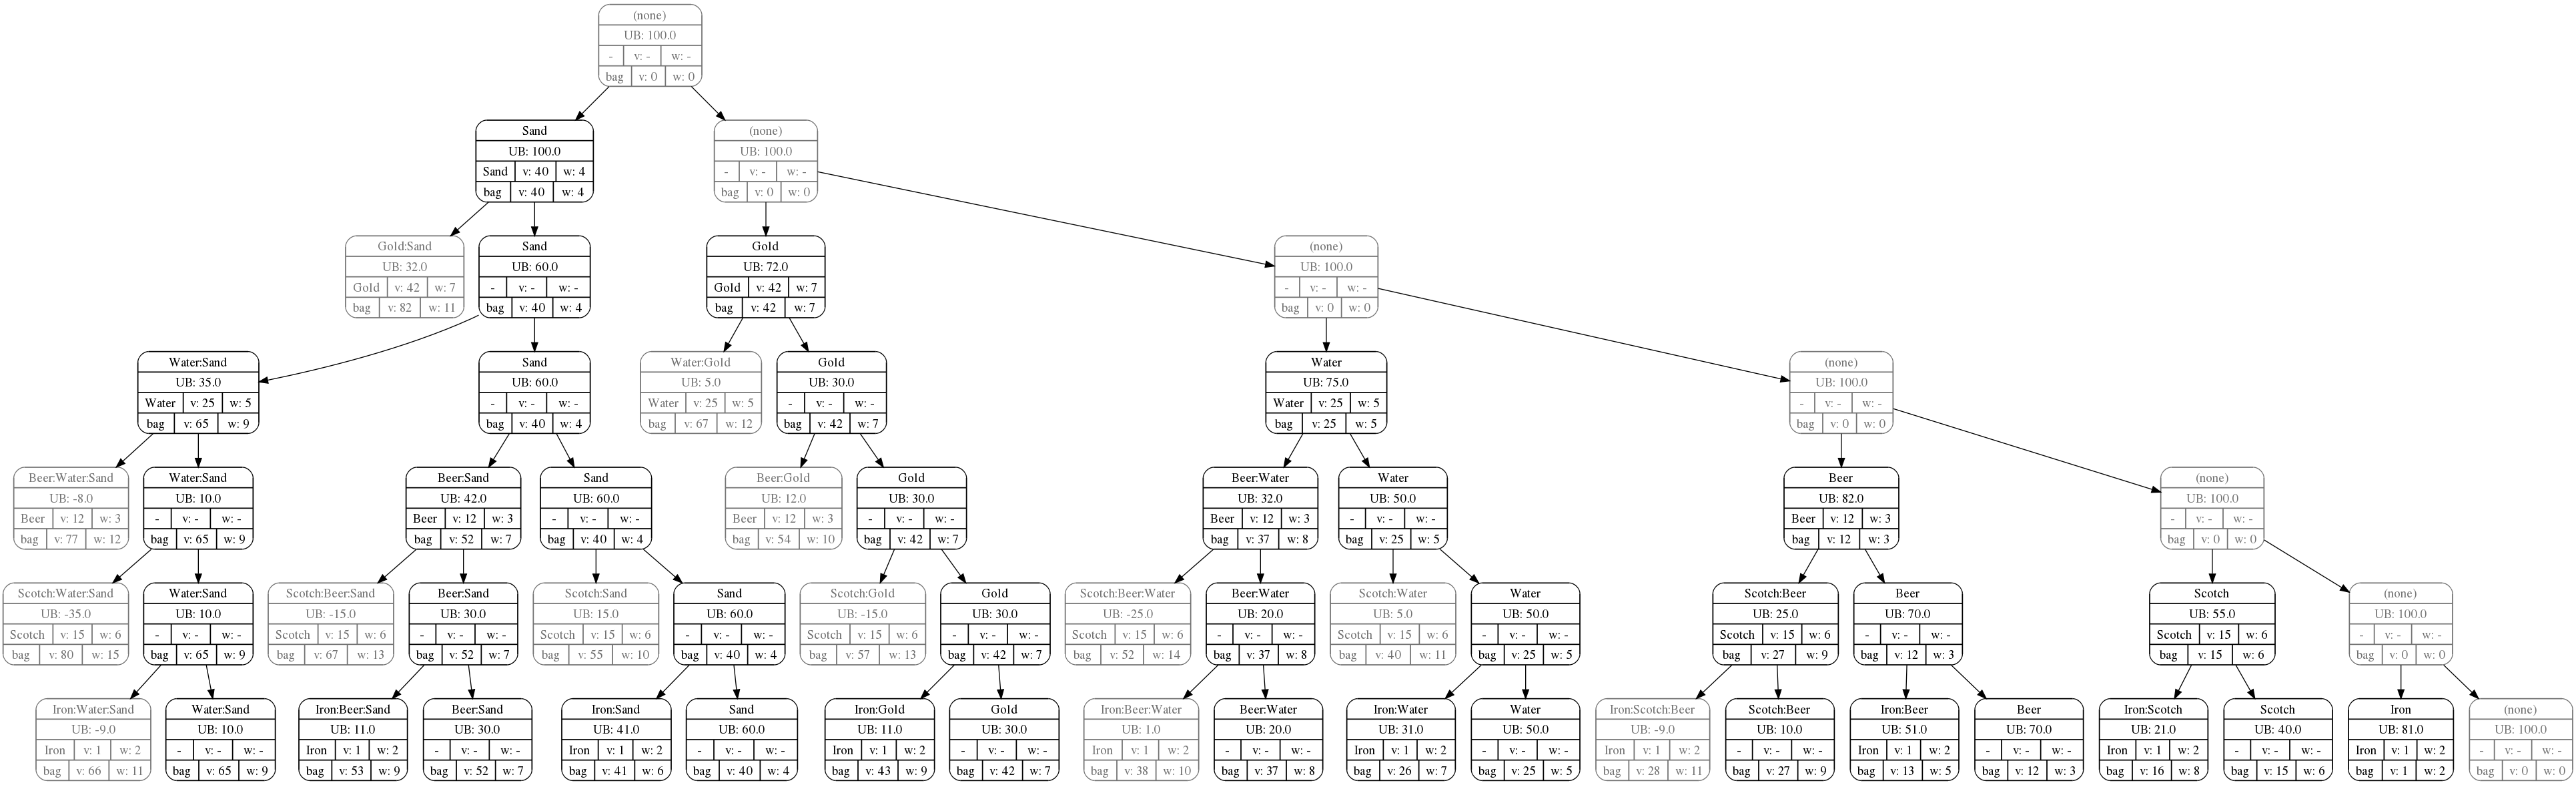 (none)
UB: 100.0
- v: - w: -
bag v: 0 w: 0
Sand
UB: 100.0
Sand v: 40 w: 4
bag v: 40 w: 4
(none)
UB: 100.0
- v: - w: -
bag v: 0 w: 0
Gold:Sand
UB: 32.0
Gold v: 42 w: 7
bag v: 82 w: 11
Sand
UB: 60.0
- v: - w: -
bag v: 40 w: 4
Gold
UB: 72.0
Gold v: 42 w: 7
bag v: 42 w: 7
(none)
UB: 100.0
- v: - w: -
bag v: 0 w: 0
Water:Sand
UB: 35.0
Water v: 25 w: 5
bag v: 65 w: 9
Sand
UB: 60.0
- v: - w: -
bag v: 40 w: 4
Water:Gold
UB: 5.0
Water v: 25 w: 5
bag v: 67 w: 12
Gold
UB: 30.0
- v: - w: -
bag v: 42 w: 7
Water
UB: 75.0
Water v: 25 w: 5
bag v: 25 w: 5
(none)
UB: 100.0
- v: - w: -
bag v: 0 w: 0
Beer:Water:Sand
UB: -8.0
Beer v: 12 w: 3
bag v: 77 w: 12
Water:Sand
UB: 10.0
- v: - w: -
bag v: 65 w: 9
Beer:Sand
UB: 42.0
Beer v: 12 w: 3
bag v: 52 w: 7
Sand
UB: 60.0
- v: - w: -
bag v: 40 w: 4
Beer:Gold
UB: 12.0
Beer v: 12 w: 3
bag v: 54 w: 10
Gold
UB: 30.0
- v: - w: -
bag v: 42 w: 7
Beer:Water
UB: 32.0
Beer v: 12 w: 3
bag v: 37 w: 8
Water
UB: 50.0
- v: - w: -
bag v: 25 w: 5
Beer
UB: 82.0
Beer v: 12 w: 3
bag v: 12 w: 3
(none)
UB: 100.0
- v: - w: -
bag v: 0 w: 0
Scotch:Water:Sand
UB: -35.0
Scotch v: 15 w: 6
bag v: 80 w: 15
Water:Sand
UB: 10.0
- v: - w: -
bag v: 65 w: 9
Scotch:Beer:Sand
UB: -15.0
Scotch v: 15 w: 6
bag v: 67 w: 13
Beer:Sand
UB: 30.0
- v: - w: -
bag v: 52 w: 7
Scotch:Sand
UB: 15.0
Scotch v: 15 w: 6
bag v: 55 w: 10
Sand
UB: 60.0
- v: - w: -
bag v: 40 w: 4
Scotch:Gold
UB: -15.0
Scotch v: 15 w: 6
bag v: 57 w: 13
Gold
UB: 30.0
- v: - w: -
bag v: 42 w: 7
Scotch:Beer:Water
UB: -25.0
Scotch v: 15 w: 6
bag v: 52 w: 14
Beer:Water
UB: 20.0
- v: - w: -
bag v: 37 w: 8
Scotch:Water
UB: 5.0
Scotch v: 15 w: 6
bag v: 40 w: 11
Water
UB: 50.0
- v: - w: -
bag v: 25 w: 5
Scotch:Beer
UB: 25.0
Scotch v: 15 w: 6
bag v: 27 w: 9
Beer
UB: 70.0
- v: - w: -
bag v: 12 w: 3
Scotch
UB: 55.0
Scotch v: 15 w: 6
bag v: 15 w: 6
(none)
UB: 100.0
- v: - w: -
bag v: 0 w: 0
Iron:Water:Sand
UB: -9.0
Iron v: 1 w: 2
bag v: 66 w: 11
Water:Sand
UB: 10.0
- v: - w: -
bag v: 65 w: 9
Iron:Beer:Sand
UB: 11.0
Iron v: 1 w: 2
bag v: 53 w: 9
Beer:Sand
UB: 30.0
- v: - w: -
bag v: 52 w: 7
Iron:Sand
UB: 41.0
Iron v: 1 w: 2
bag v: 41 w: 6
Sand
UB: 60.0
- v: - w: -
bag v: 40 w: 4
Iron:Gold
UB: 11.0
Iron v: 1 w: 2
bag v: 43 w: 9
Gold
UB: 30.0
- v: - w: -
bag v: 42 w: 7
Iron:Beer:Water
UB: 1.0
Iron v: 1 w: 2
bag v: 38 w: 10
Beer:Water
UB: 20.0
- v: - w: -
bag v: 37 w: 8
Iron:Water
UB: 31.0
Iron v: 1 w: 2
bag v: 26 w: 7
Water
UB: 50.0
- v: - w: -
bag v: 25 w: 5
Iron:Scotch:Beer
UB: -9.0
Iron v: 1 w: 2
bag v: 28 w: 11
Scotch:Beer
UB: 10.0
- v: - w: -
bag v: 27 w: 9
Iron:Beer
UB: 51.0
Iron v: 1 w: 2
bag v: 13 w: 5
Beer
UB: 70.0
- v: - w: -
bag v: 12 w: 3
Iron:Scotch
UB: 21.0
Iron v: 1 w: 2
bag v: 16 w: 8
Scotch
UB: 40.0
- v: - w: -
bag v: 15 w: 6
Iron
UB: 81.0
Iron v: 1 w: 2
bag v: 1 w: 2
(none)
UB: 100.0
- v: - w: -
bag v: 0 w: 0